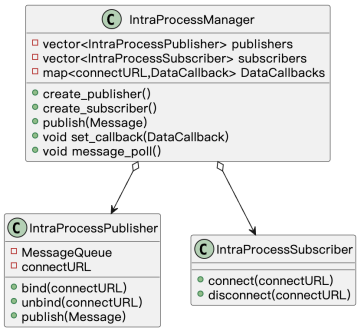 C IntraProcessManager
vector<IntraProcessPublisher> publishers
vector<IntraProcessSubscriber> subscribers
map<connectURL,DataCallback> DataCallbacks
create_publisher()
create_subscriber()
publish(Message)
void set_callback(DataCallback)
void message_poll()
C IntraProcessPublisher
MessageQueue
connectURL
bind(connectURL)
unbind(connectURL)
publish(Message)
C IntraProcessSubscriber
connect(connectURL)
disconnect(connectURL)